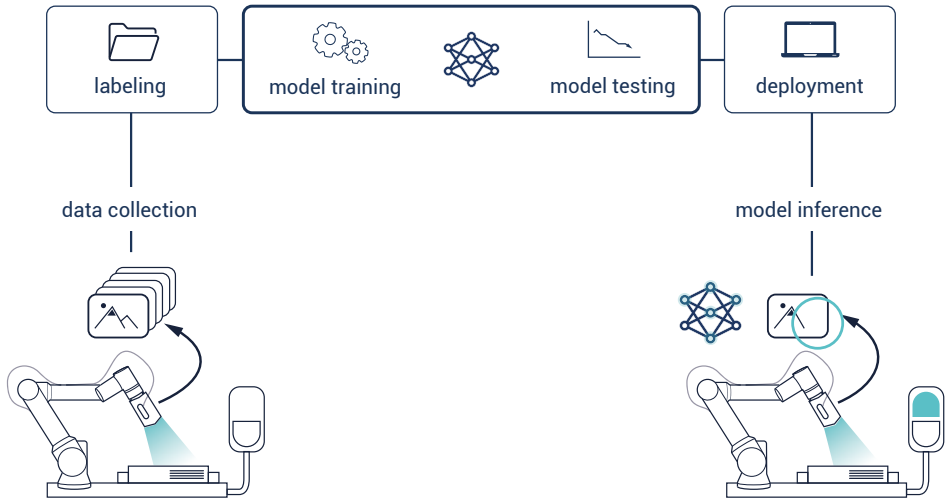 labeling
model training
model testing
deployment
data collection
model inference